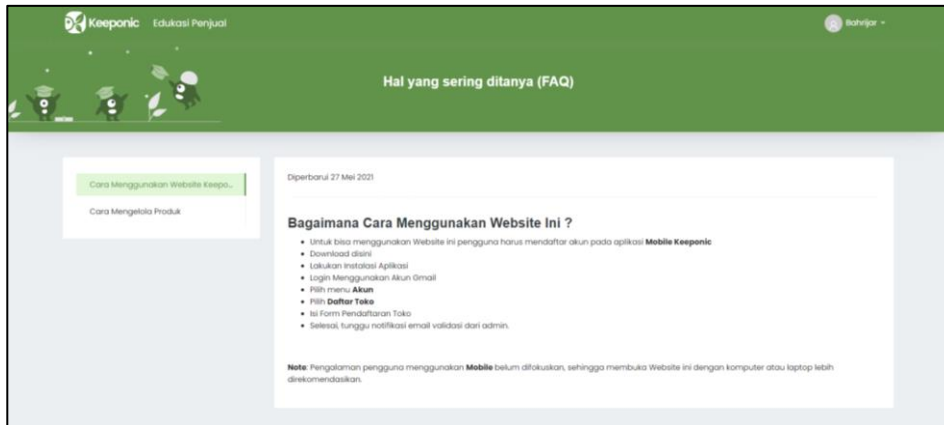 Keeponic Edukasi Penjual
Bahrijar
Hal yang sering ditanya (FAQ)
Cara Menggunakan Website Keepo...
Cara Mengelola Produk
Diperbarui 27 Mei 2021
Bagaimana Cara Menggunakan Website Ini ?
Untuk bisa menggunakan Website ini pengguna harus mendaftar akun pada aplikasi Mobile Keeponic
Download disini
Lakukan Instalasi Aplikasi
Login Menggunakan Akun Gmail
Pilih menu Akun
Pilih Daftar Toko
Isi Form Pendaftaran Toko
Selesai, tunggu notifikasi email validasi dari admin.
Note: Pengalaman pengguna menggunakan Mobile belum difokuskan, sehingga membuka Website ini dengan komputer atau laptop lebih
direkomendasikan.